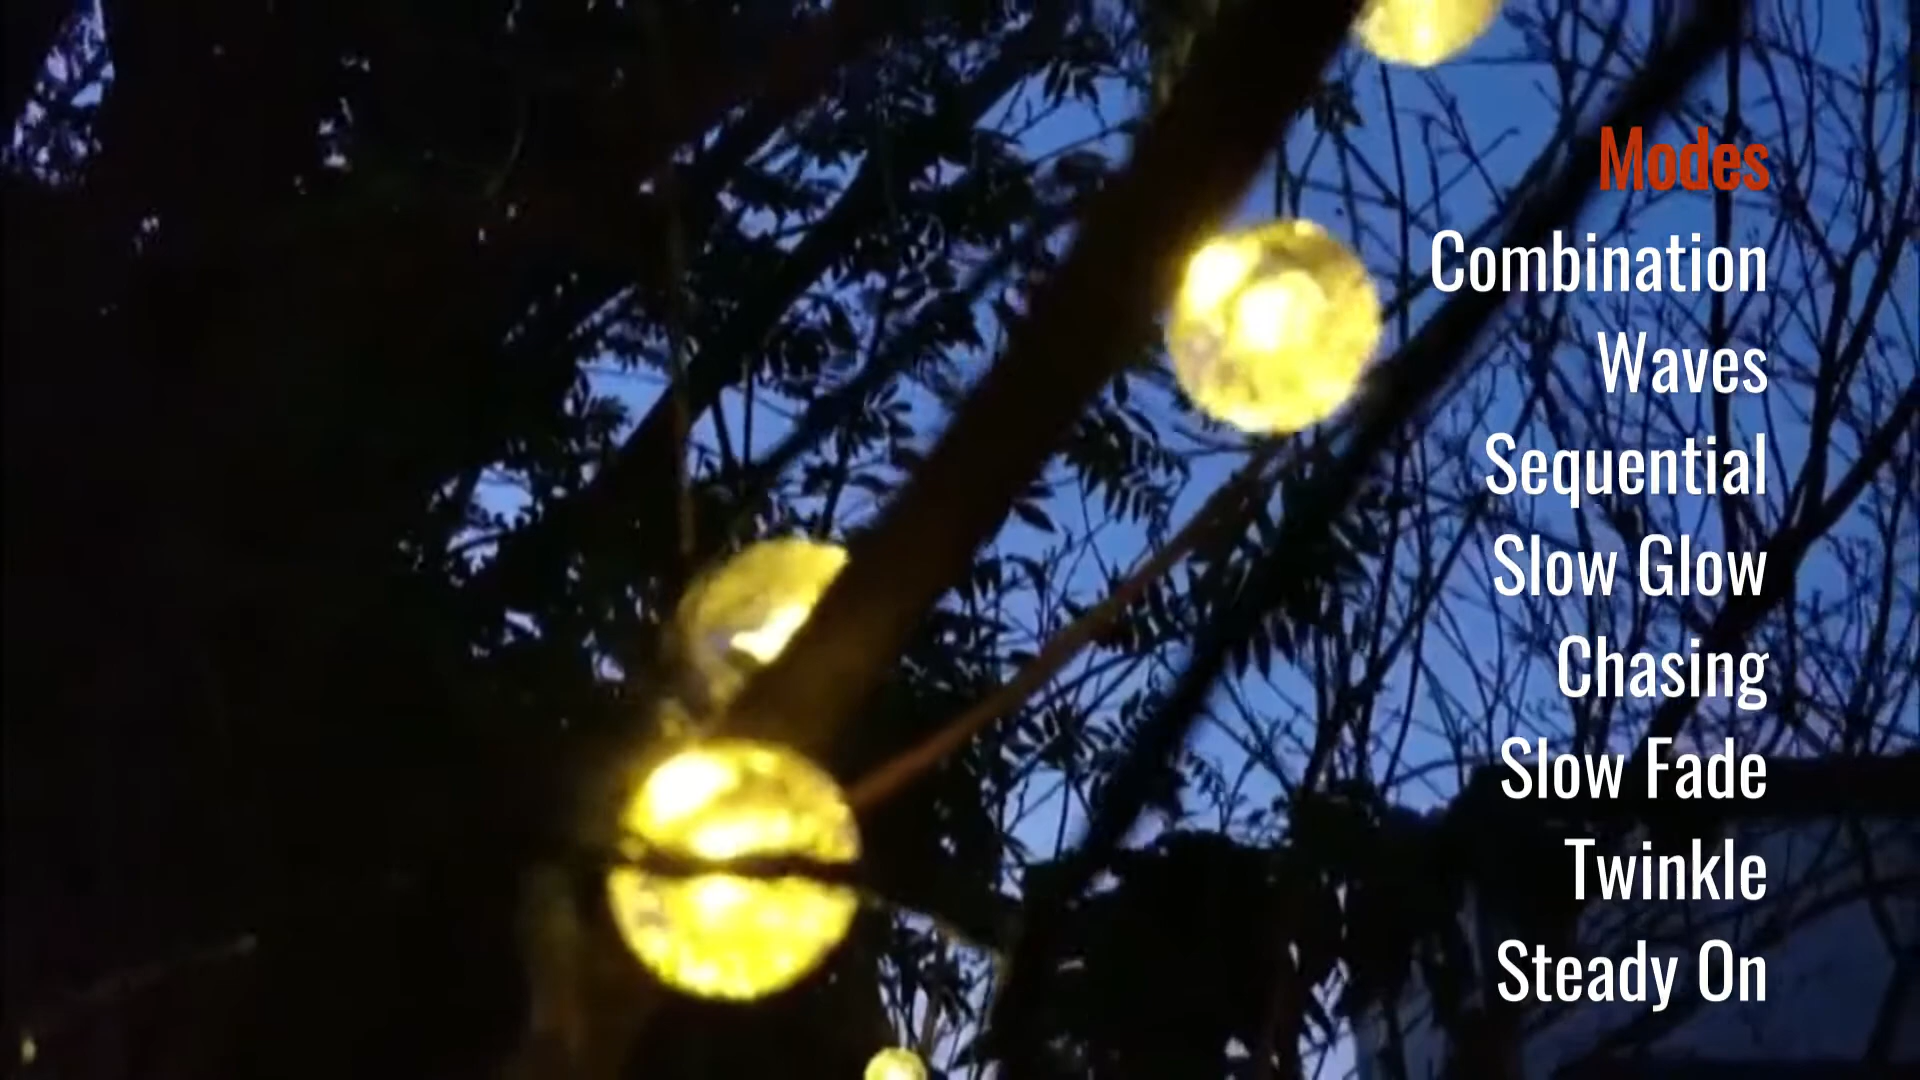 Modes
Combination
Waves
Sequential
Slow Glow
Chasing
Slow Fade
Twinkle
Steady On